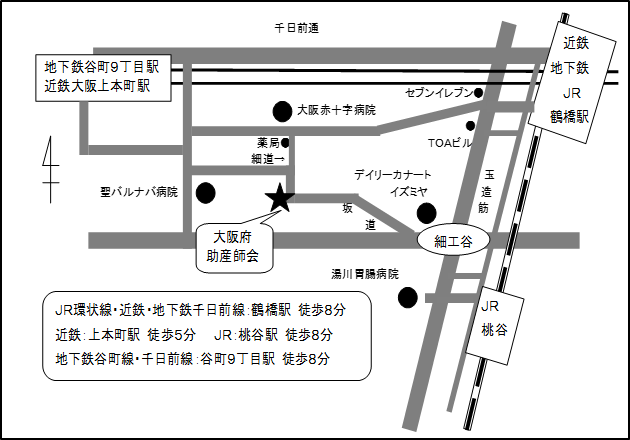 千日前通
近鉄
地下鉄
JR
鶴橋駅
地下鉄谷町9丁目駅
近鉄大阪上本町駅
セブンイレブン
大阪赤十字病院
TOAビル
薬局
細道→
デイリーカナート
イズミヤ
玉造筋
聖バルナバ病院
坂道
大阪府
助産師会
細工谷
湯川胃腸病院
JR
桃谷
JR環状線・近鉄・地下鉄千日前線：鶴橋駅 徒歩8分
近鉄：上本町駅 徒歩5分 JR：桃谷駅 徒歩8分
地下鉄谷町線・千日前線：谷町9丁目駅 徒歩8分